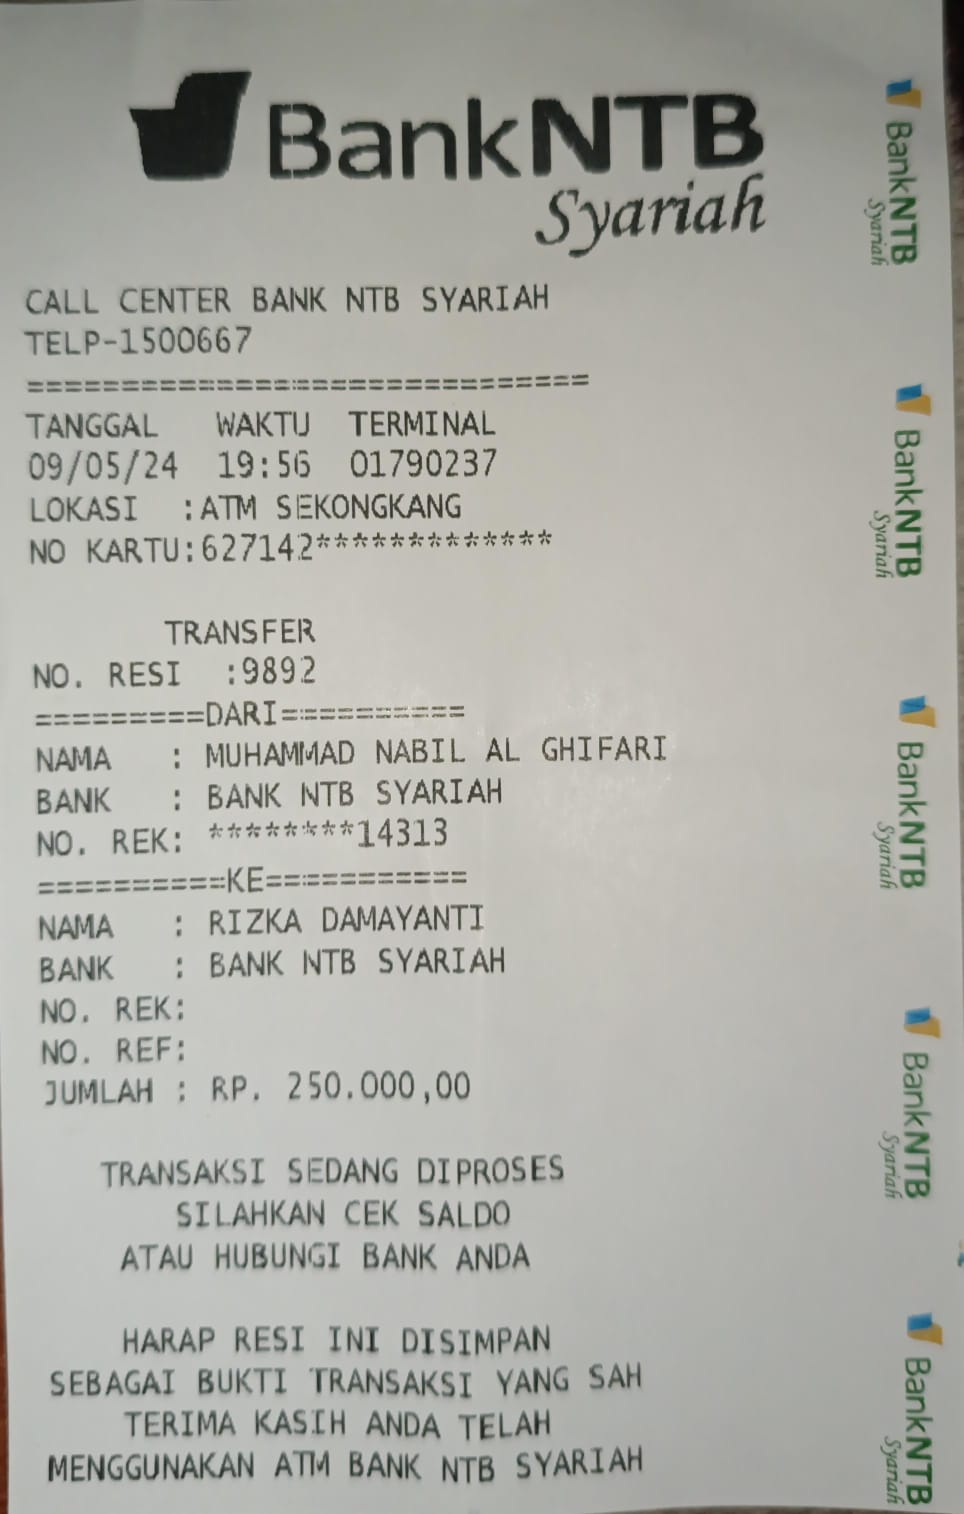 BankNTB
Syariah
CALL CENTER BANK NTB SYARIAH
TELP-1500667
==============================
TANGGAL WAKTU TERMINAL
09/05/24 19:56 01790237
LOKASI :ATM SEKONGKANG
NO KARTU:627142*************
TRANSFER
NO. RESI :9892
=========DARI==========
NAMA : MUHAMMAD NABIL AL GHIFARI
BANK : BANK NTB SYARIAH
NO. REK: ********14313
==========KE===========
NAMA : RIZKA DAMAYANTI
BANK : BANK NTB SYARIAH
NO. REK:
NO. REF:
JUMLAH : RP. 250.000,00
TRANSAKSI SEDANG DIPROSES
SILAHKAN CEK SALDO
ATAU HUBUNGI BANK ANDA
HARAP RESI INI DISIMPAN
SEBAGAI BUKTI TRANSAKSI YANG SAH
TERIMA KASIH ANDA TELAH
MENGGUNAKAN ATM BANK NTB SYARIAH
BankNTB
Syariah
BankNTB
Syariah
BankNTB
Syariah
BankNTB
Syariah
BankNTB
Syariah